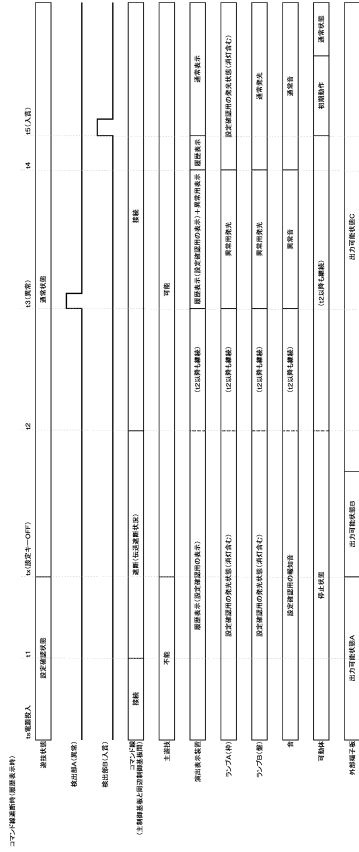 コマンド線遮断時(履歴表示時)
ts電源投入
t1
tx(設定キーOFF)
t2
t3(異常)
t4
t5(入賞)
遊技状態
設定確認状態
通常状態
検出部A(異常)
検出部B(入賞)
コマンド線
(主制御基板と周辺制御基板間)
接続
遮断(伝送遮断状況)
接続
主遊技
不能
可能
演出表示装置
履歴表示(設定確認用の表示)
(t2以降も継続)
履歴表示(設定確認用の表示)+異常用表示
履歴表示
通常表示
ランプA(枠)
設定確認用の発光状態(消灯含む)
(t2以降も継続)
異常用発光
設定確認用の発光状態(消灯含む)
ランプB(盤)
設定確認用の発光状態(消灯含む)
(t2以降も継続)
異常用発光
通常発光
音
設定確認用の報知音
(t2以降も継続)
異常音
通常音
可動体
停止状態
(t2以降も継続)
初期動作
通常状態
外部端子板
出力可能状態A
出力可能状態B
出力可能状態C